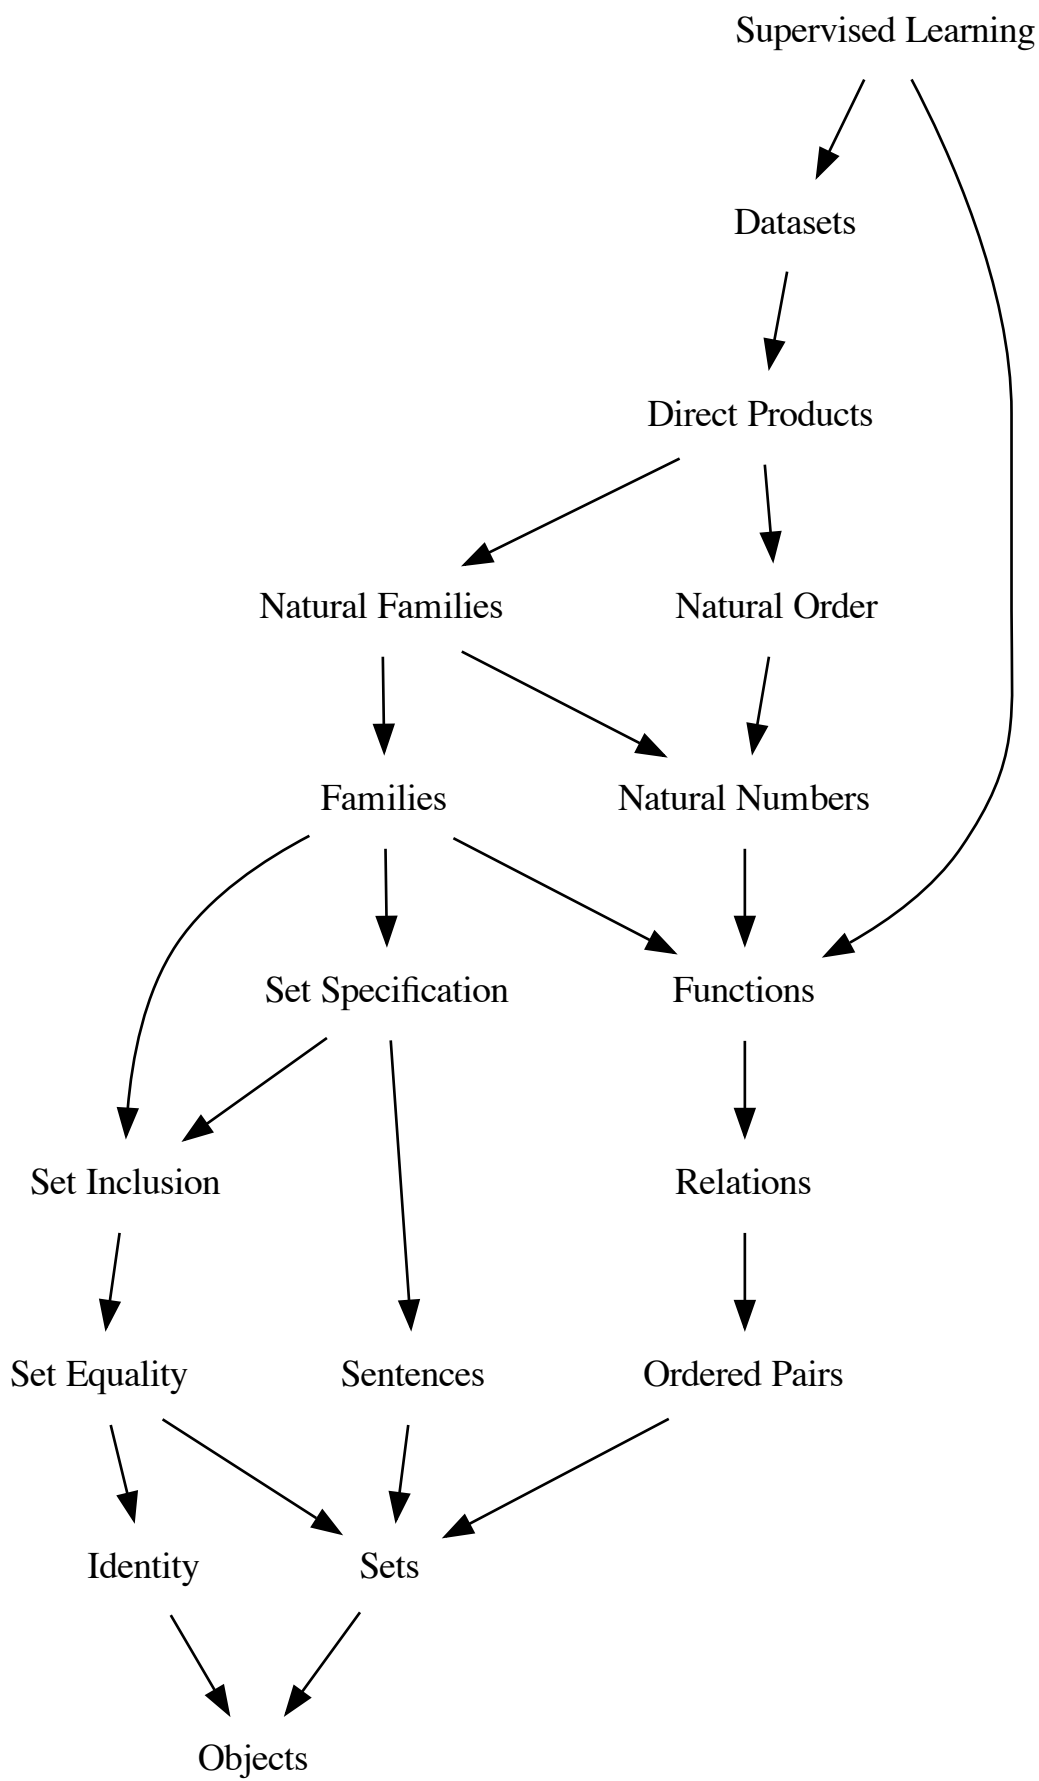 Supervised Learning
Datasets
Direct Products
Natural Families
Natural Order
Families
Natural Numbers
Set Specification
Functions
Set Inclusion
Relations
Set Equality
Sentences
Ordered Pairs
Identity
Sets
Objects